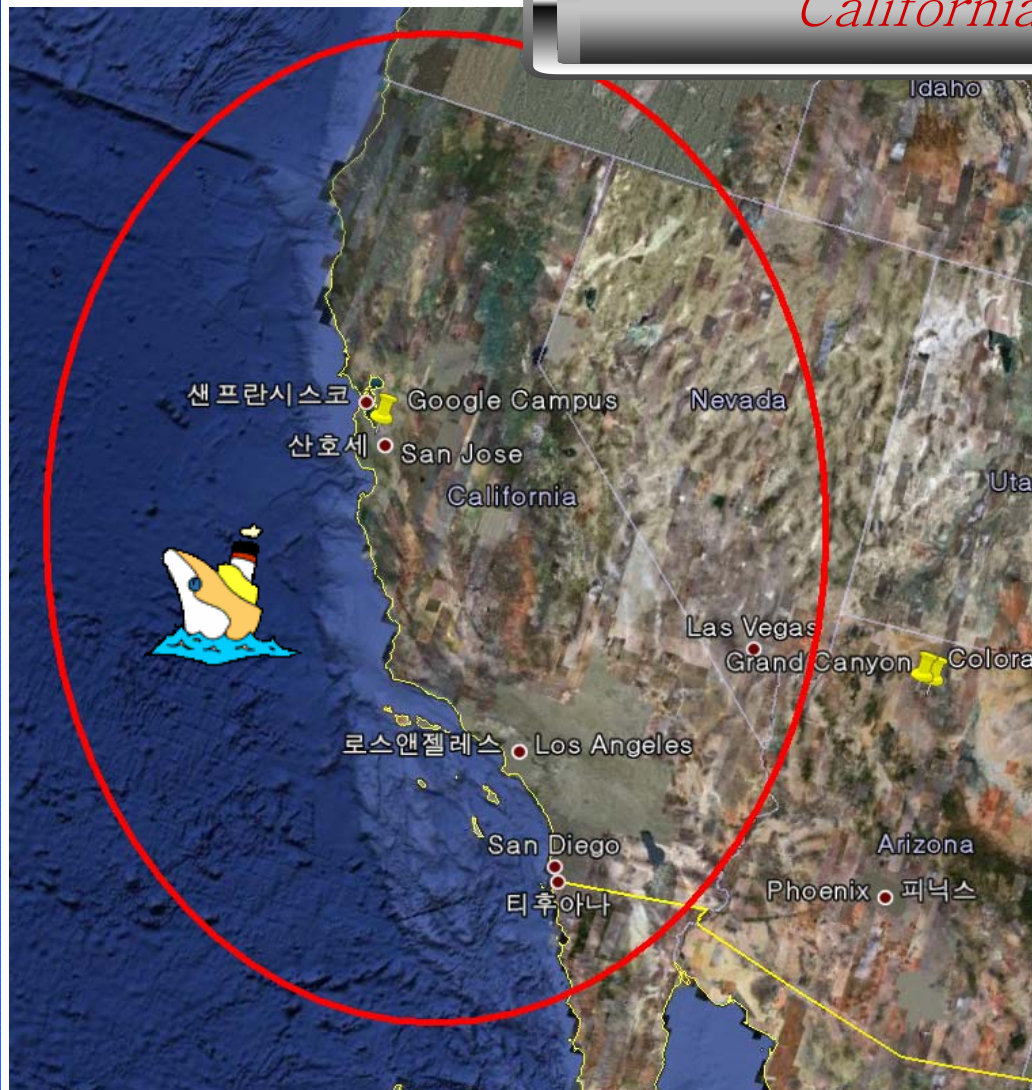 California
Idaho
샌프란시스코 Google Campus
Nevada
산호세 San Jose
California
Uta
Las Vegas
Grand Canyon Colora
로스앤젤레스 Los Angeles
San Diego
Arizona
티후아나
Phoenix 피닉스